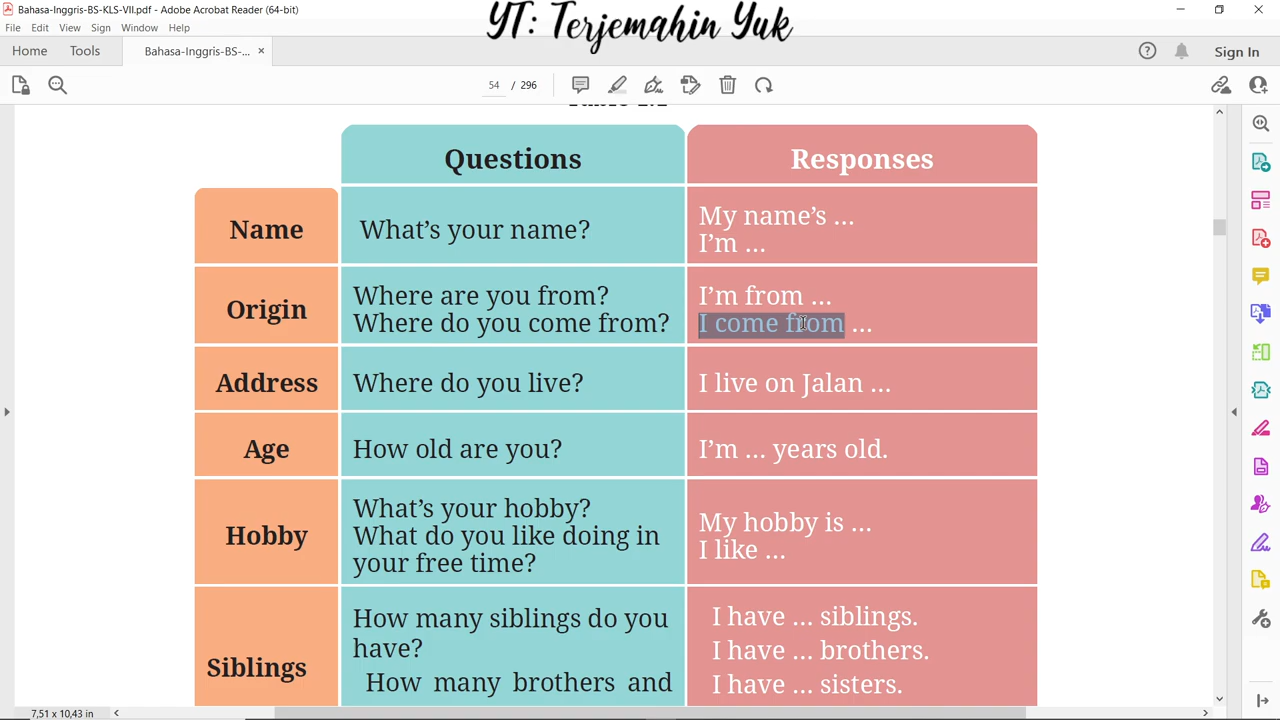 Bahasa-Inggris-BS-KLS-VII.pdf - Adobe Acrobat Reader (64-bit)
YT: Terjemahin Yuk
File Edit View Sign Window Help
Home Tools Bahasa-Inggris-BS-... × Sign In
54 / 296
Questions Responses
Name What's your name? My name's ...
I'm ...
Origin Where are you from? I'm from ...
Where do you come from? I come from ...
Address Where do you live? I live on Jalan ...
Age How old are you? I'm ... years old.
Hobby What's your hobby? My hobby is ...
What do you like doing in I like ...
your free time?
Siblings How many siblings do you I have ... siblings.
have? I have ... brothers.
How many brothers and I have ... sisters.
7,51 x 10,43 in